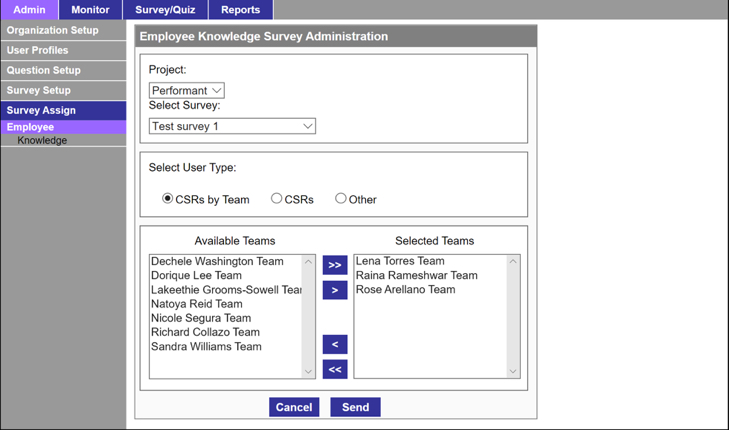 Admin Monitor Survey/Quiz Reports
Organization Setup
User Profiles
Question Setup
Survey Setup
Survey Assign
Employee
Knowledge
Employee Knowledge Survey Administration
Project:
Performant
Select Survey:
Test survey 1
Select User Type:
CSRs by Team CSRs Other
Available Teams
Dechele Washington Team
Dorique Lee Team
Lakeethie Grooms-Sowell Tear
Natoya Reid Team
Nicole Segura Team
Richard Collazo Team
Sandra Williams Team
>>
>
<
<<
Selected Teams
Lena Torres Team
Raina Rameshwar Team
Rose Arellano Team
Cancel Send